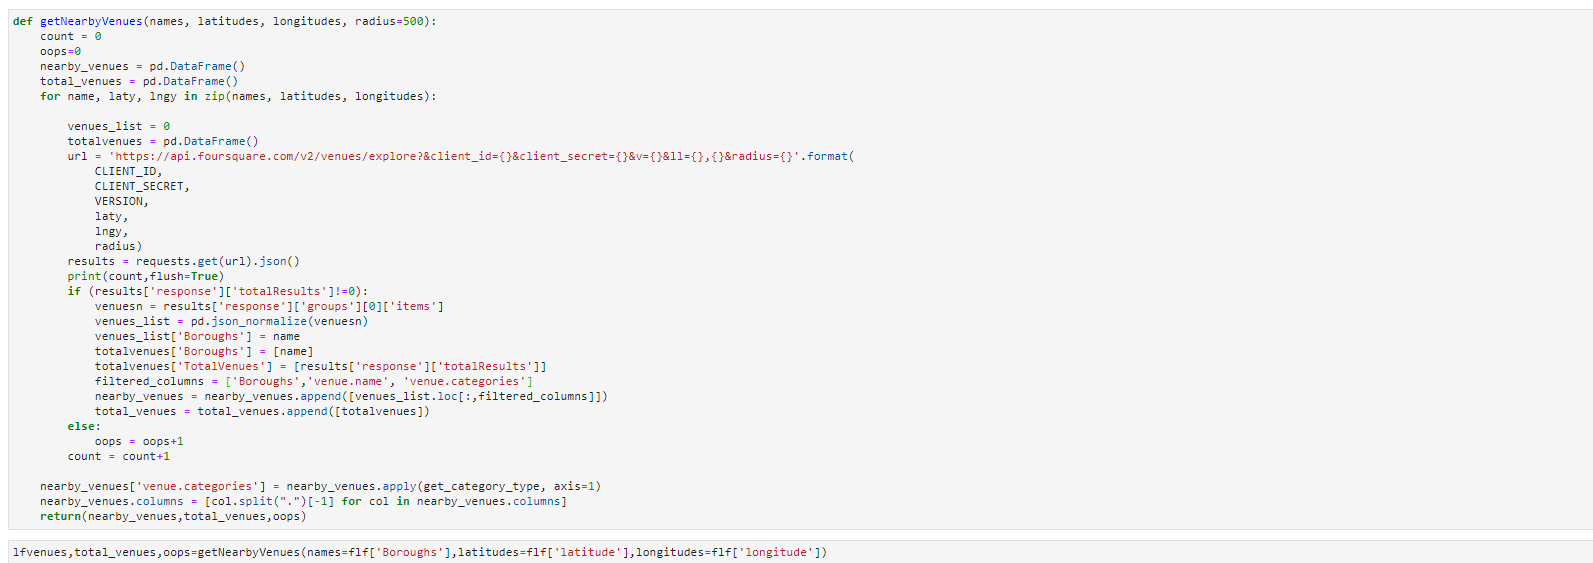 def getNearbyVenues(names, latitudes, longitudes, radius=500):
    count = 0
    oops=0
    nearby_venues = pd.DataFrame()
    total_venues = pd.DataFrame()
    for name, laty, lngy in zip(names, latitudes, longitudes):
        venues_list = 0
        totalvenues = pd.DataFrame()
        url = 'https://api.foursquare.com/v2/venues/explore?&client_id={}&client_secret={}&v={}&ll={},{}&radius={}'.format(
            CLIENT_ID,
            CLIENT_SECRET,
            VERSION,
            laty,
            lngy,
            radius)
        results = requests.get(url).json()
        print(count,flush=True)
        if (results['response']['totalResults']!=0):
            venuesn = results['response']['groups'][0]['items']
            venues_list = pd.json_normalize(venuesn)
            venues_list['Boroughs'] = name
            totalvenues['Boroughs'] = [name]
            totalvenues['TotalVenues'] = [results['response']['totalResults']]
            filtered_columns = ['Boroughs','venue.name', 'venue.categories']
            nearby_venues = nearby_venues.append([venues_list.loc[:,filtered_columns]])
            total_venues = total_venues.append([totalvenues])
        else:
            oops = oops+1
        count = count+1
    nearby_venues['venue.categories'] = nearby_venues.apply(get_category_type, axis=1)
    nearby_venues.columns = [col.split(".")[-1] for col in nearby_venues.columns]
    return(nearby_venues,total_venues,oops)
lfvenues,total_venues,oops=getNearbyVenues(names=flf['Boroughs'],latitudes=flf['latitude'],longitudes=flf['longitude'])